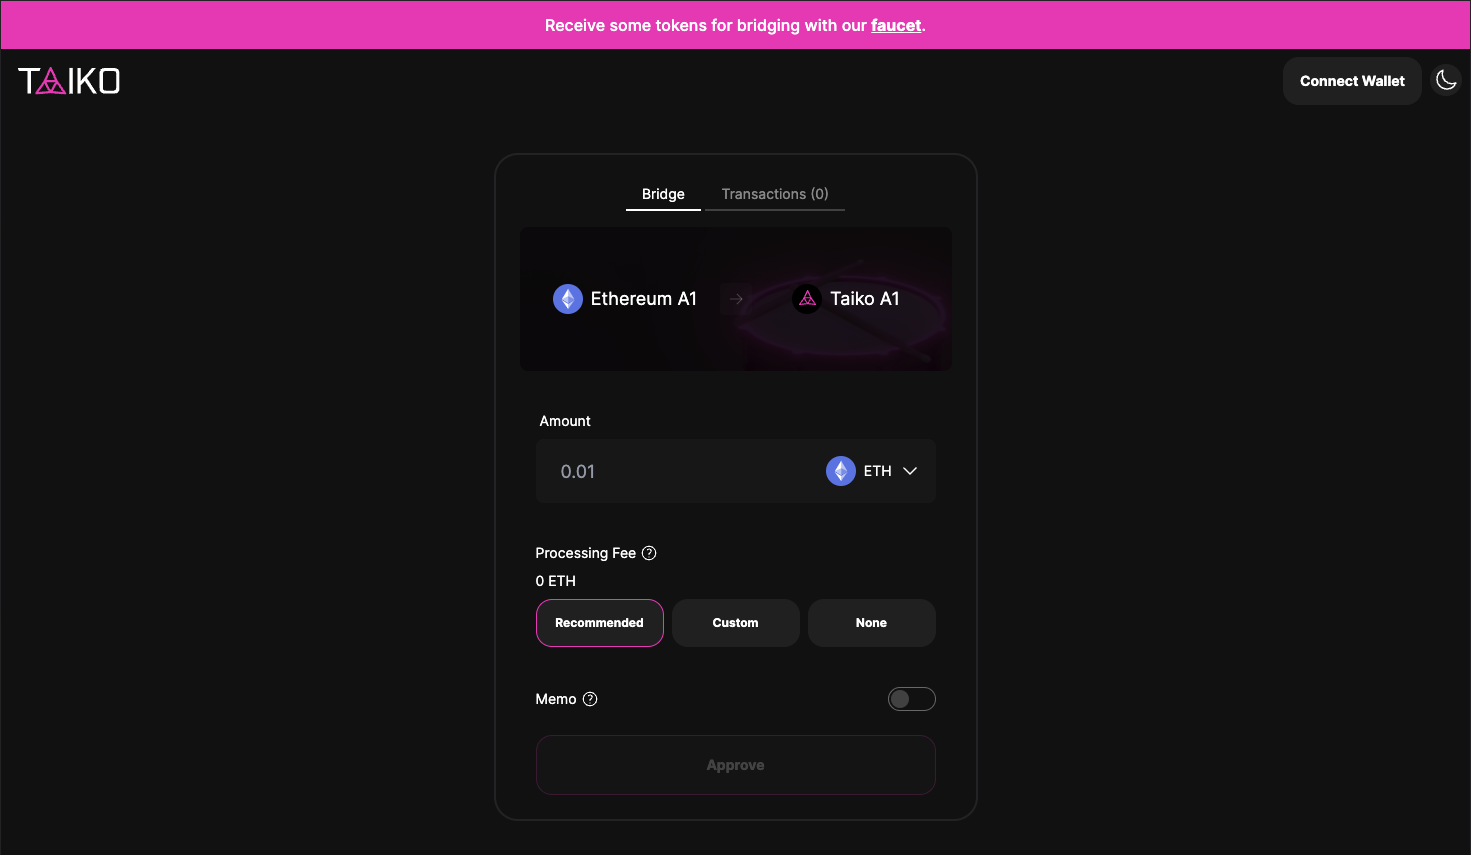 Receive some tokens for bridging with our faucet.
TAIKO
Connect Wallet
Bridge
Transactions (0)
Ethereum A1
Taiko A1
Amount
0.01
ETH
Processing Fee ?
0 ETH
Recommended
Custom
None
Memo ?
Approve